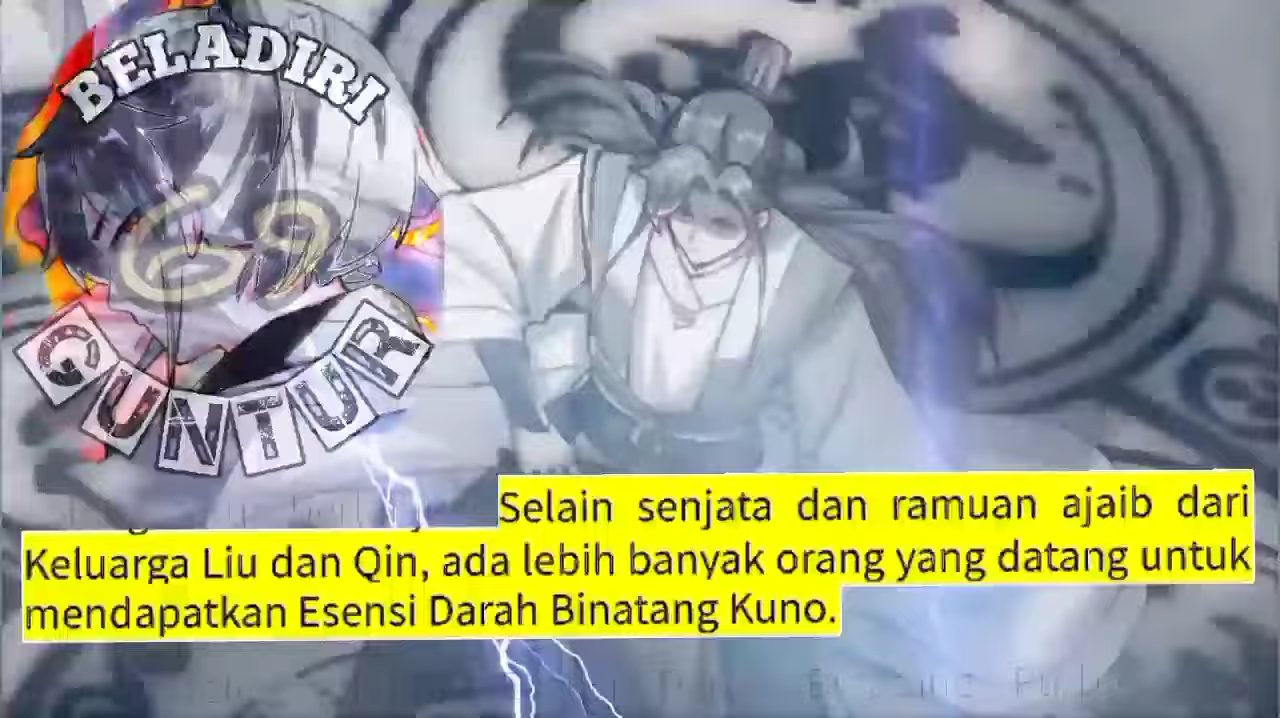 BELADIRI
69
GUNTUR
Selain senjata dan ramuan ajaib dari
Keluarga Liu dan Qin, ada lebih banyak orang yang datang untuk
mendapatkan Esensi Darah Binatang Kuno.